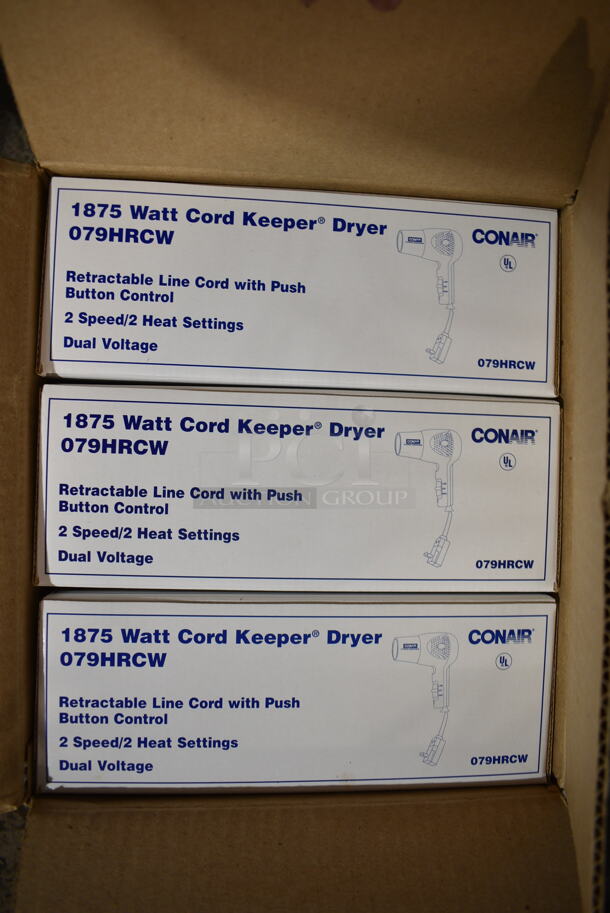 1875 Watt Cord Keeper® Dryer
079HRCW
Retractable Line Cord with Push
Button Control
2 Speed/2 Heat Settings
Dual Voltage
CONAIR®
UL
079HRCW
1875 Watt Cord Keeper® Dryer
079HRCW
Retractable Line Cord with Push
Button Control
2 Speed/2 Heat Settings
Dual Voltage
CONAIR®
UL
079HRCW
PCI
AUCTION GROUP
1875 Watt Cord Keeper® Dryer
079HRCW
Retractable Line Cord with Push
Button Control
2 Speed/2 Heat Settings
Dual Voltage
CONAIR®
UL
079HRCW